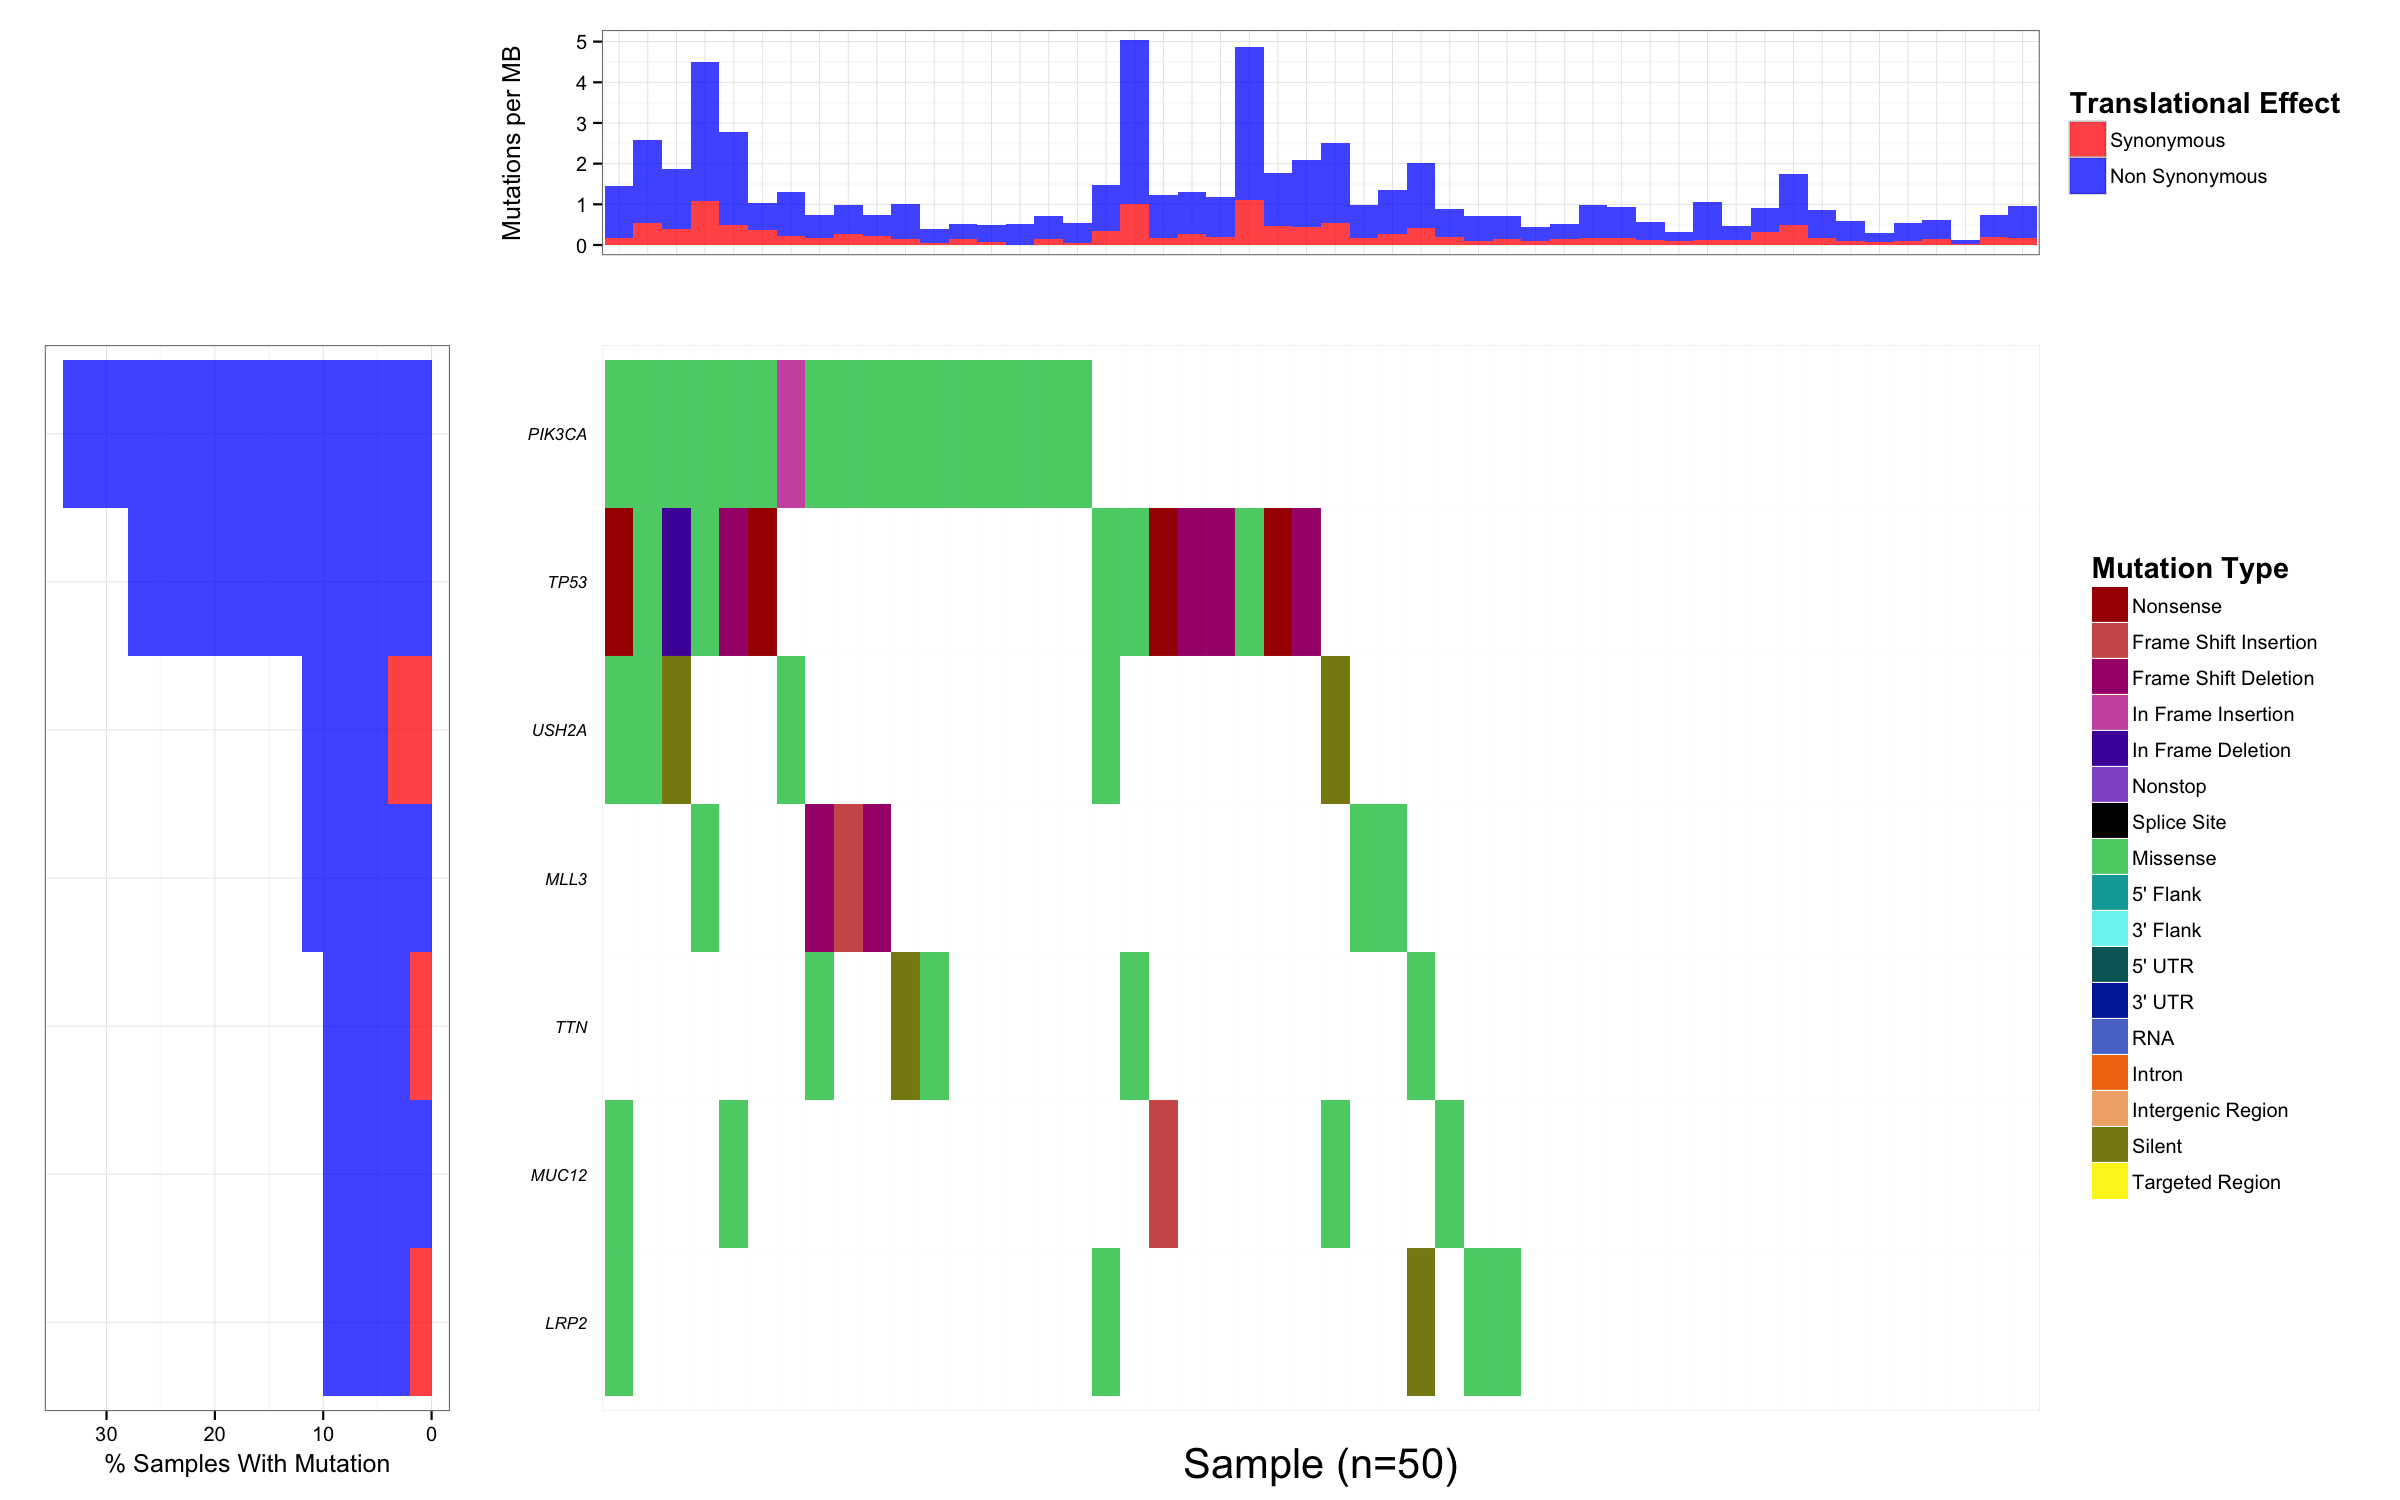 Mutations per MB
5
4
3
2
1
0
Translational Effect
Synonymous
Non Synonymous
PIK3CA
TP53
USH2A
MLL3
TTN
MUC12
LRP2
30 20 10 0
% Samples With Mutation
Sample (n=50)
Mutation Type
Nonsense
Frame Shift Insertion
Frame Shift Deletion
In Frame Insertion
In Frame Deletion
Nonstop
Splice Site
Missense
5' Flank
3' Flank
5' UTR
3' UTR
RNA
Intron
Intergenic Region
Silent
Targeted Region